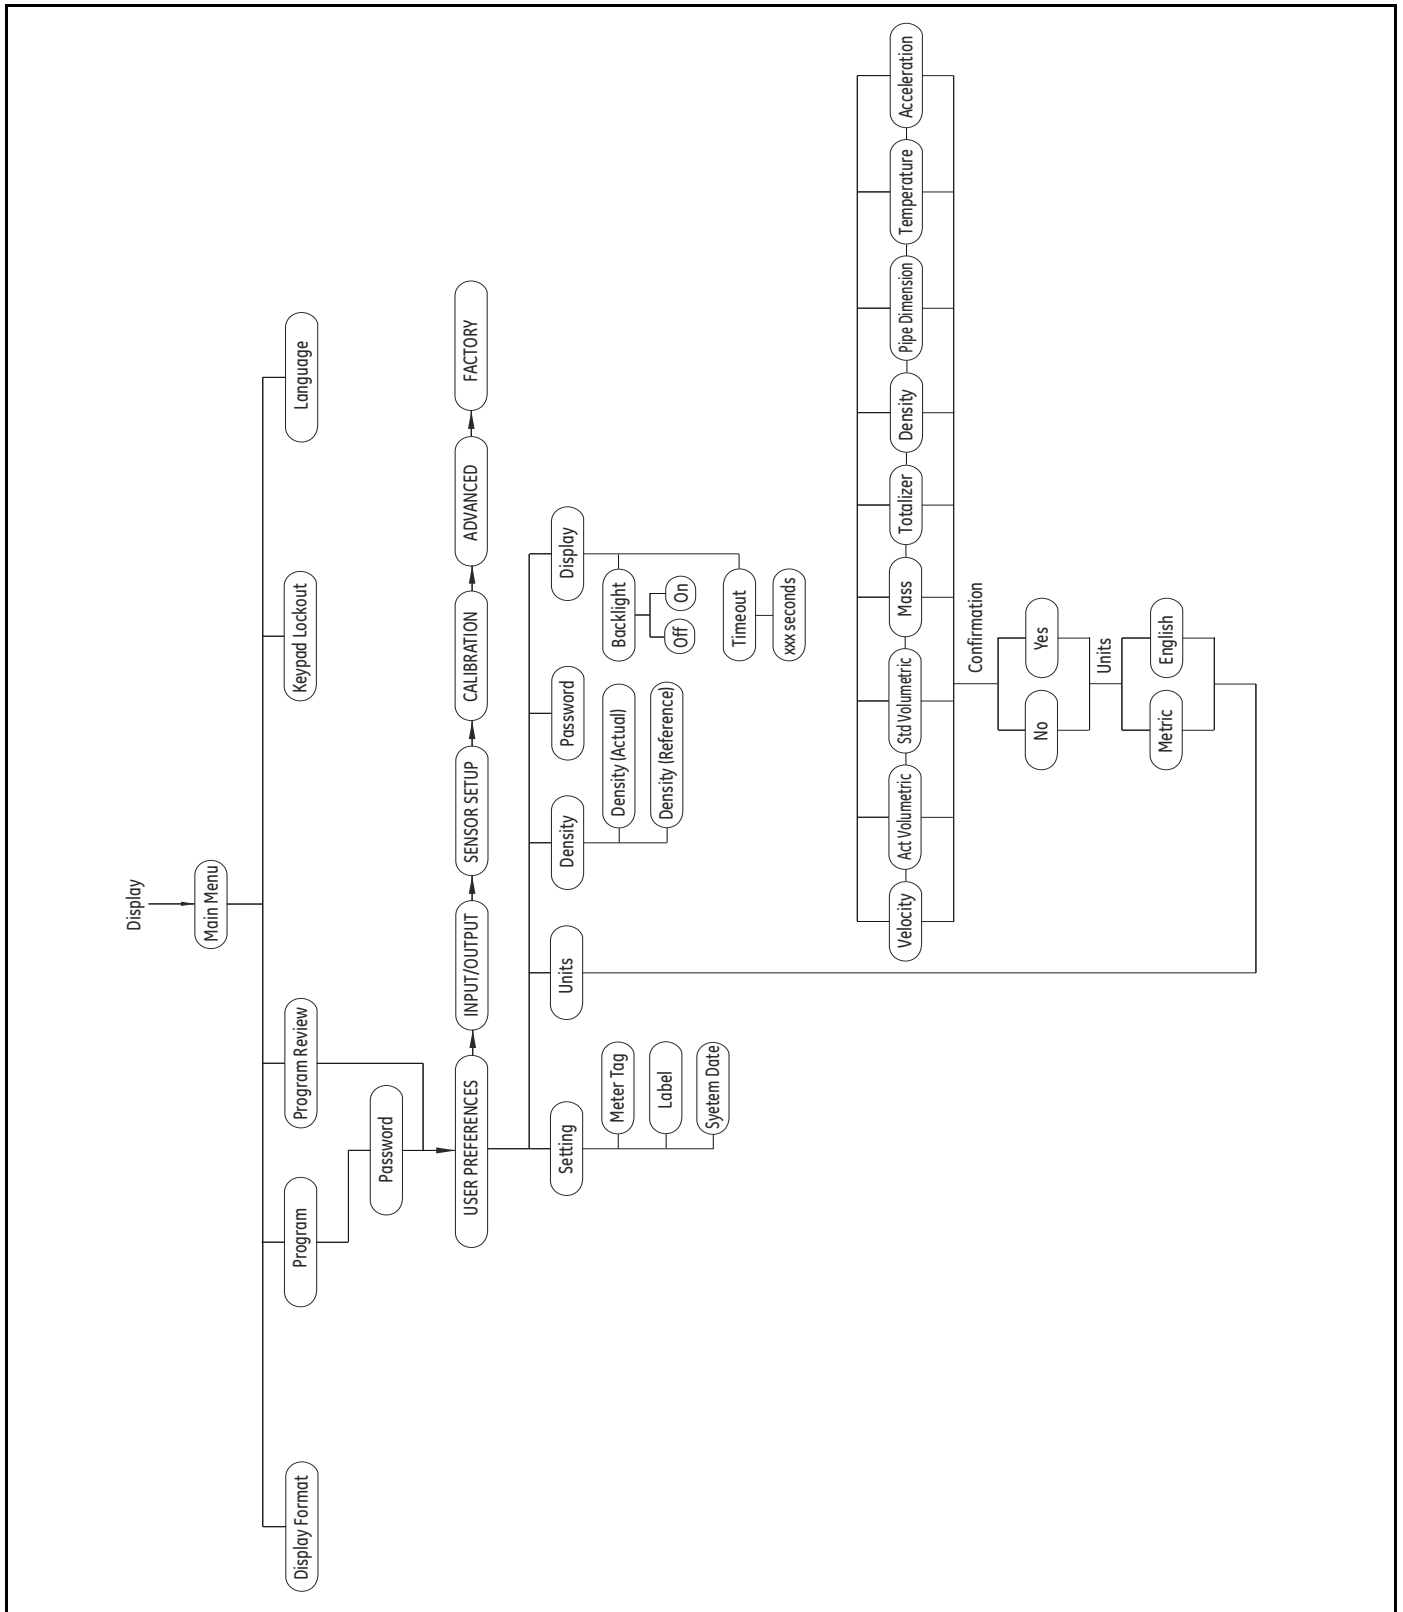 Display
Main Menu
Display Format
Program
Program Review
Keypad Lockout
Language
Password
USER PREFERENCES
INPUT/OUTPUT
SENSOR SETUP
CALIBRATION
ADVANCED
FACTORY
Setting
Units
Density
Password
Display
Meter Tag
Label
Syetem Date
Density (Actual)
Density (Reference)
Backlight
Off
On
Timeout
xxx seconds
Velocity
Act Volumetric
Std Volumetric
Mass
Totalizer
Density
Pipe Dimension
Temperature
Acceleration
Confirmation
No
Yes
Units
Metric
English